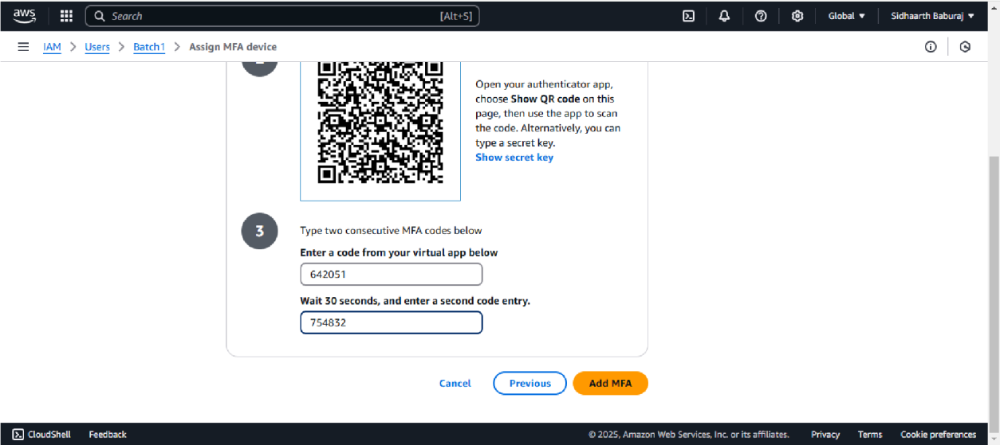 aws
Search [Alt+S]
Global
Sidhaarth Baburaj
IAM > Users > Batch1 > Assign MFA device
Open your authenticator app,
choose Show QR code on this
page, then use the app to scan
the code. Alternatively, you can
type a secret key.
Show secret key
3
Type two consecutive MFA codes below
Enter a code from your virtual app below
642051
Wait 30 seconds, and enter a second code entry.
754832
Cancel
Previous
Add MFA
CloudShell
Feedback
© 2025, Amazon Web Services, Inc. or its affiliates.
Privacy
Terms
Cookie preferences